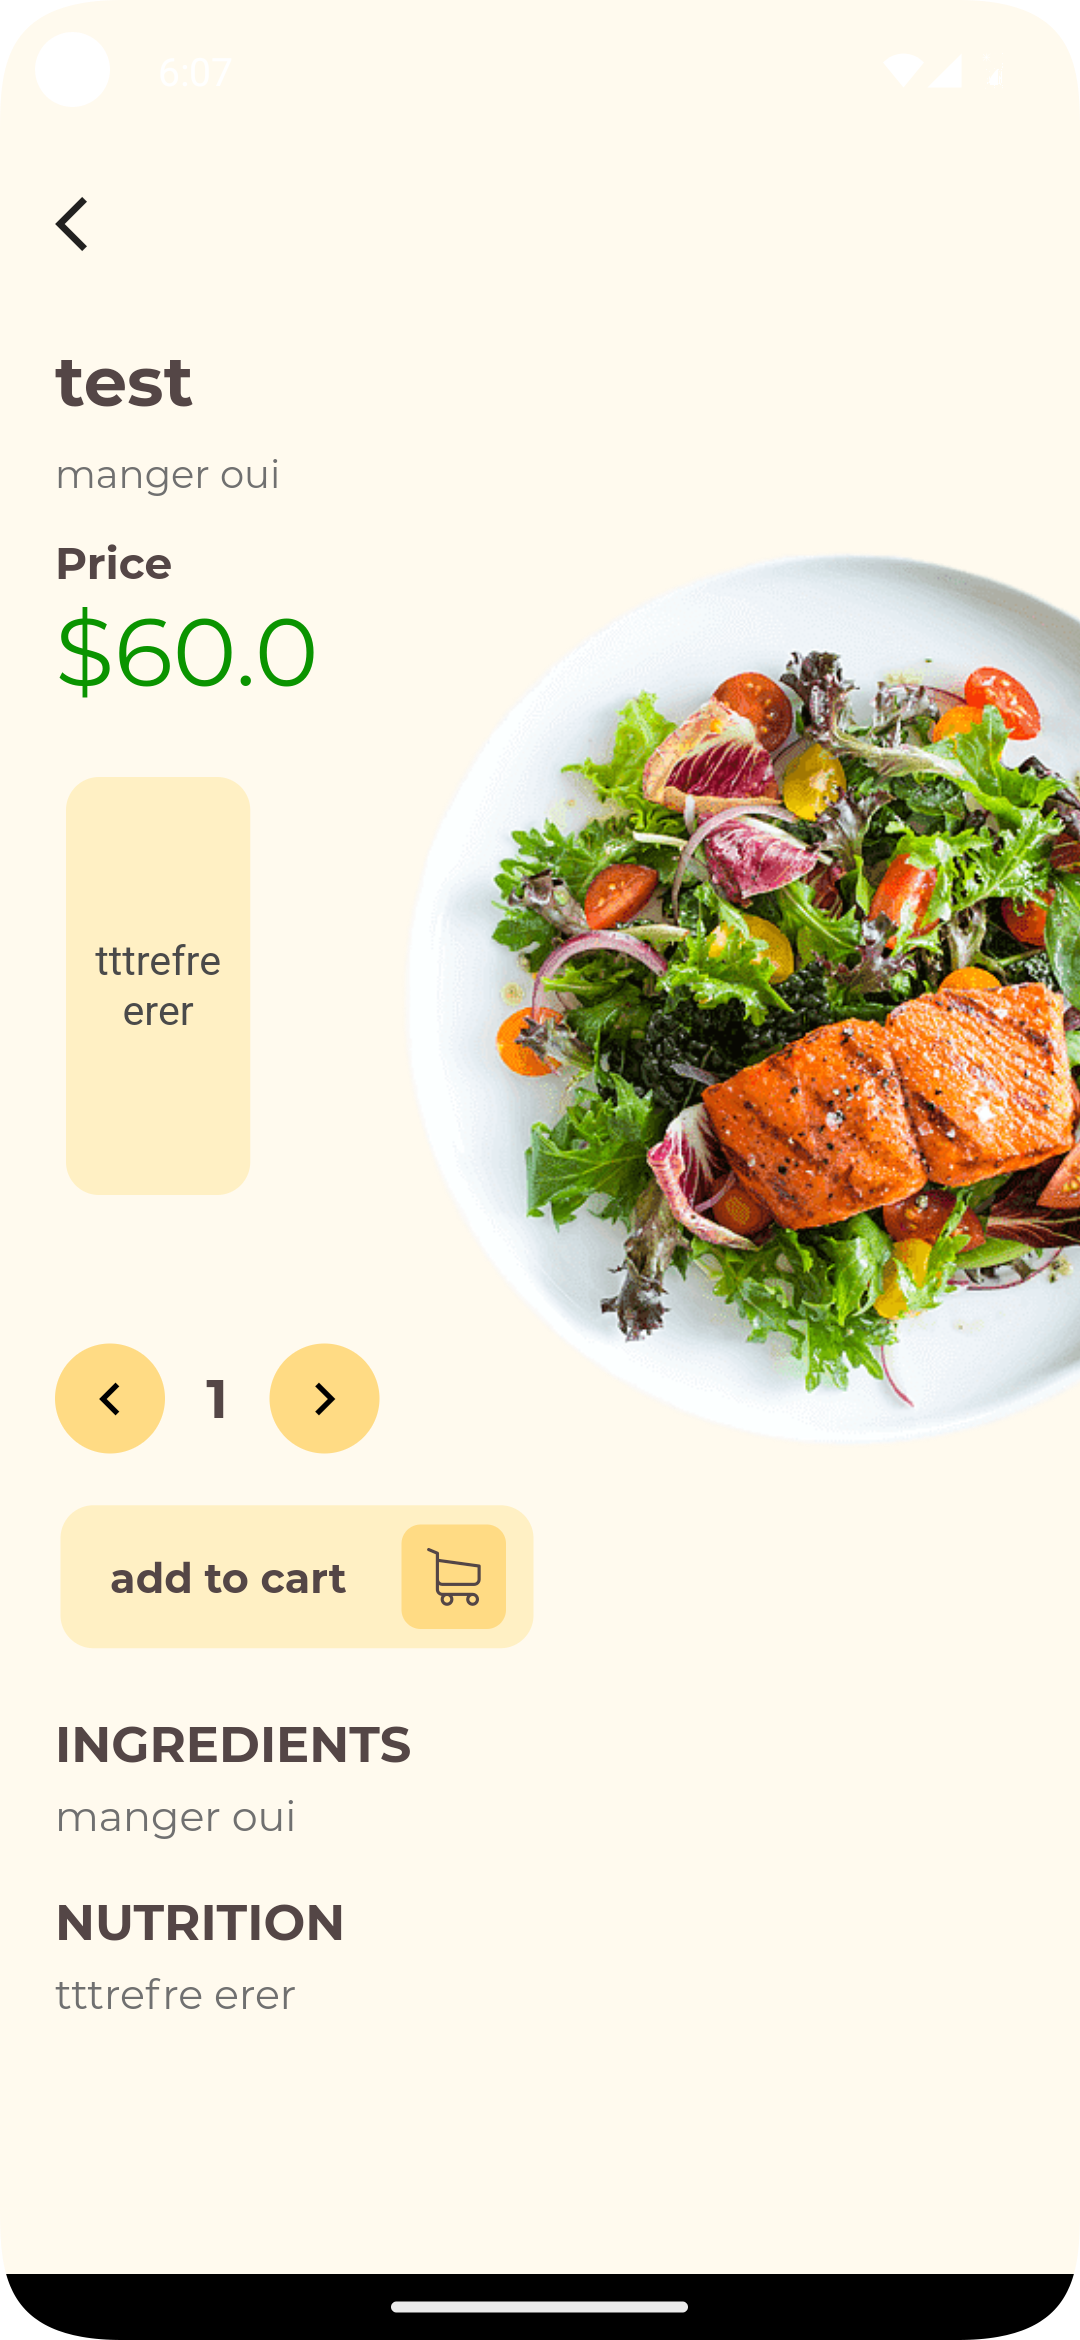 6:07
test
manger oui
Price
$60.0
tttrefre
erer
1
add to cart
INGREDIENTS
manger oui
NUTRITION
tttrefre erer